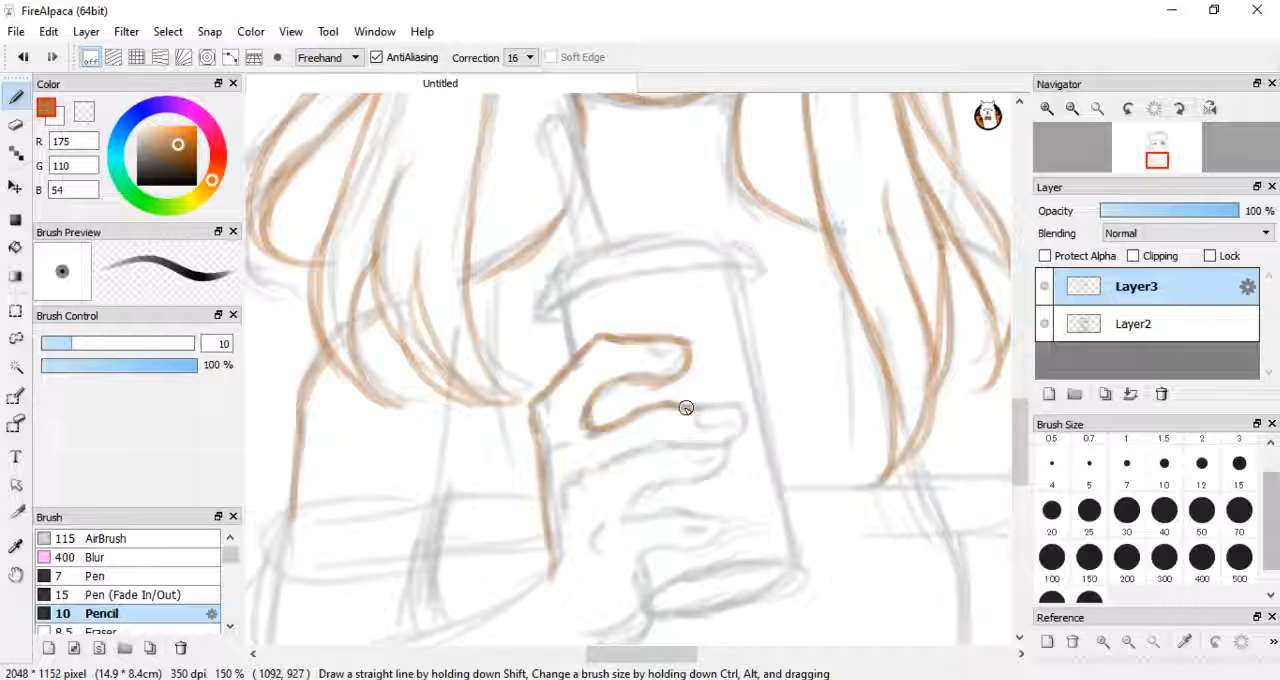 FireAlpaca (64bit)
File Edit Layer Filter Select Snap Color View Tool Window Help
off Freehand AntiAliasing Correction 16 Soft Edge
Color
R 175
G 110
B 54
Brush Preview
Brush Control
10
100 %
Brush
115 AirBrush
400 Blur
7 Pen
15 Pen (Fade In/Out)
10 Pencil
8.5 Eraser
Untitled
Navigator
Layer
Opacity 100 %
Blending Normal
Protect Alpha Clipping Lock
Layer3
Layer2
Brush Size
0.5 0.7 1 1.5 2 3
4 5 7 10 12 15
20 25 30 40 50 70
100 150 200 300 400 500
Reference
2048 * 1152 pixel (14.9 * 8.4cm) 350 dpi 150 % ( 1092, 927 ) Draw a straight line by holding down Shift, Change a brush size by holding down Ctrl, Alt, and dragging